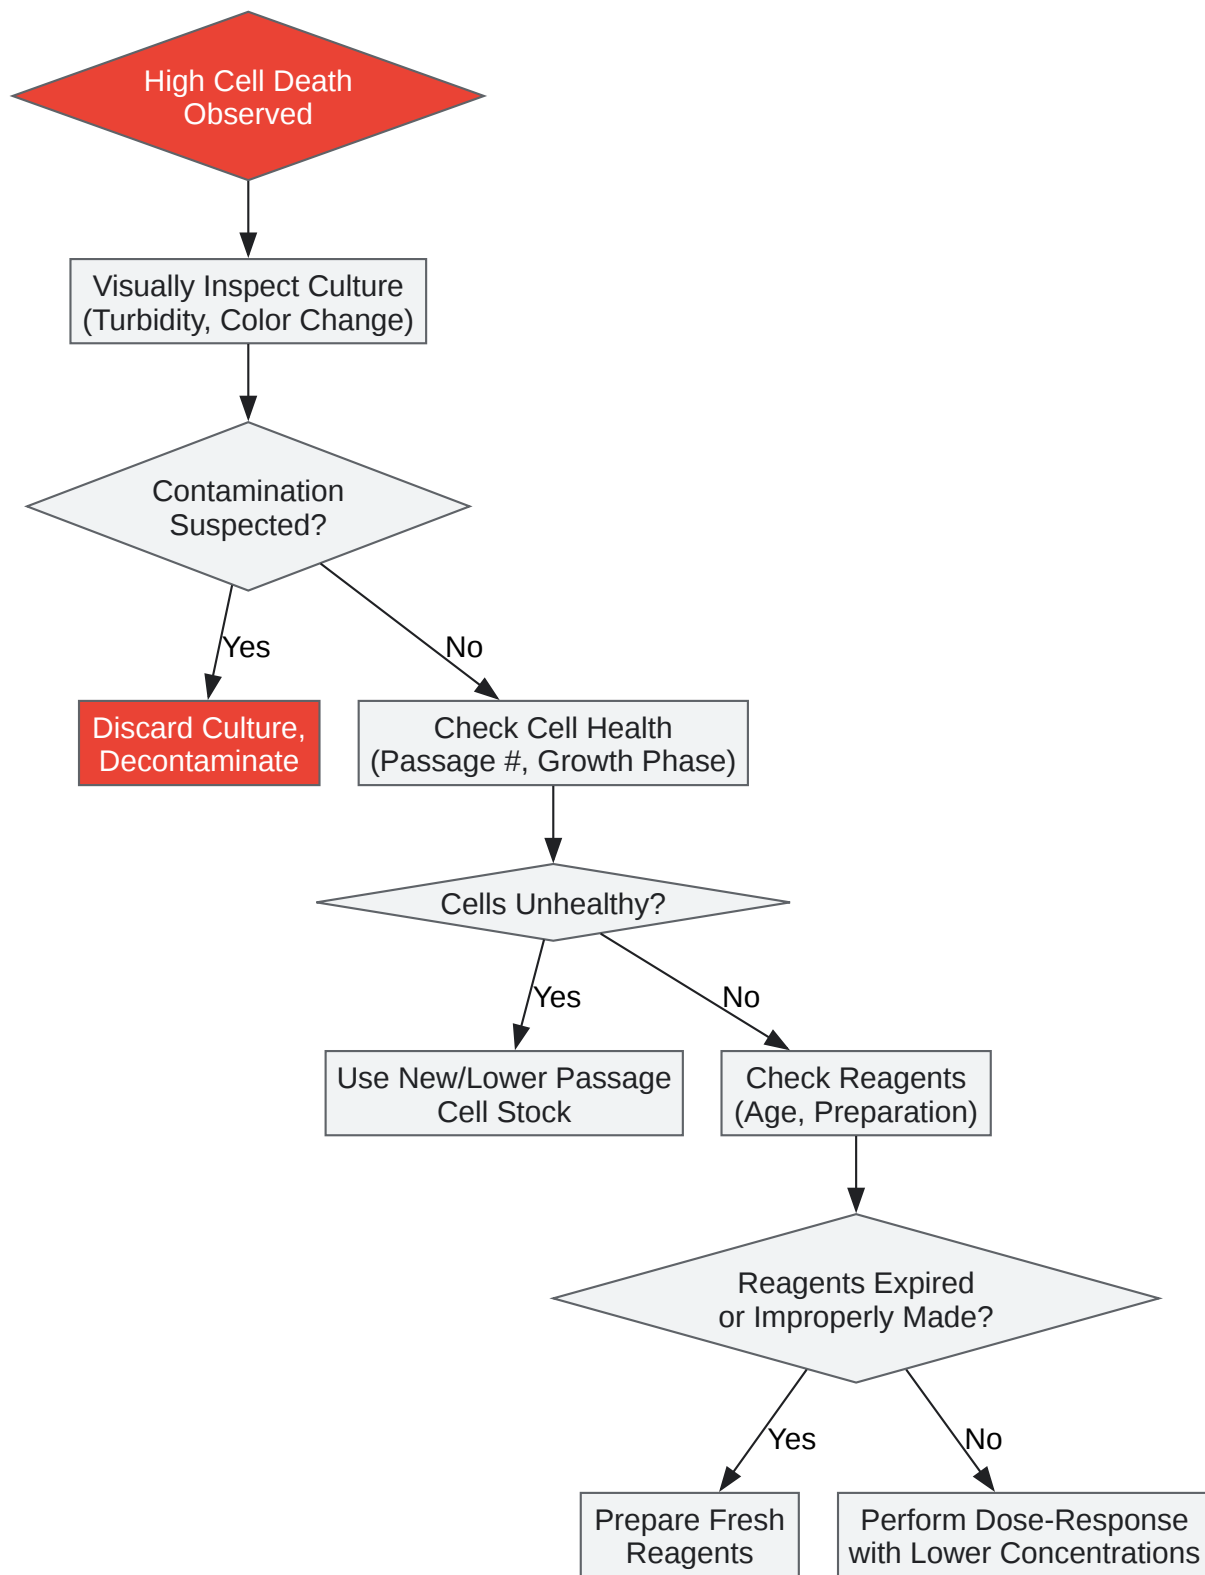 High Cell Death
Observed
Visually Inspect Culture
(Turbidity, Color Change)
Contamination
Suspected?
Yes
No
Discard Culture,
Decontaminate
Check Cell Health
(Passage #, Growth Phase)
Cells Unhealthy?
Yes
No
Use New/Lower Passage
Cell Stock
Check Reagents
(Age, Preparation)
Reagents Expired
or Improperly Made?
Yes
No
Prepare Fresh
Reagents
Perform Dose-Response
with Lower Concentrations